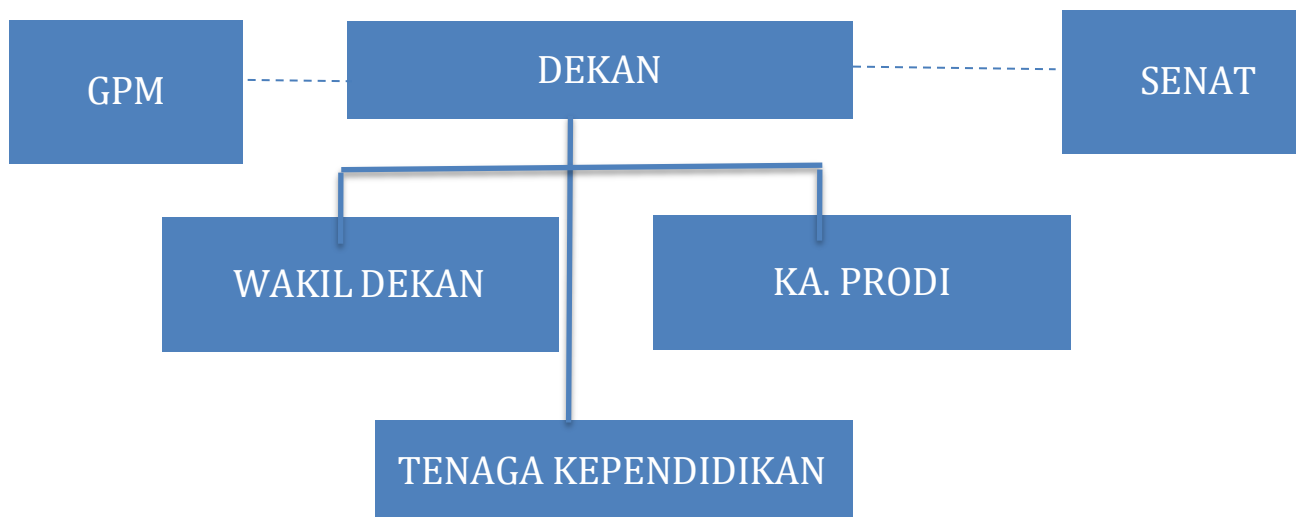 GPM
DEKAN
SENAT
WAKIL DEKAN
KA. PRODI
TENAGA KEPENDIDIKAN